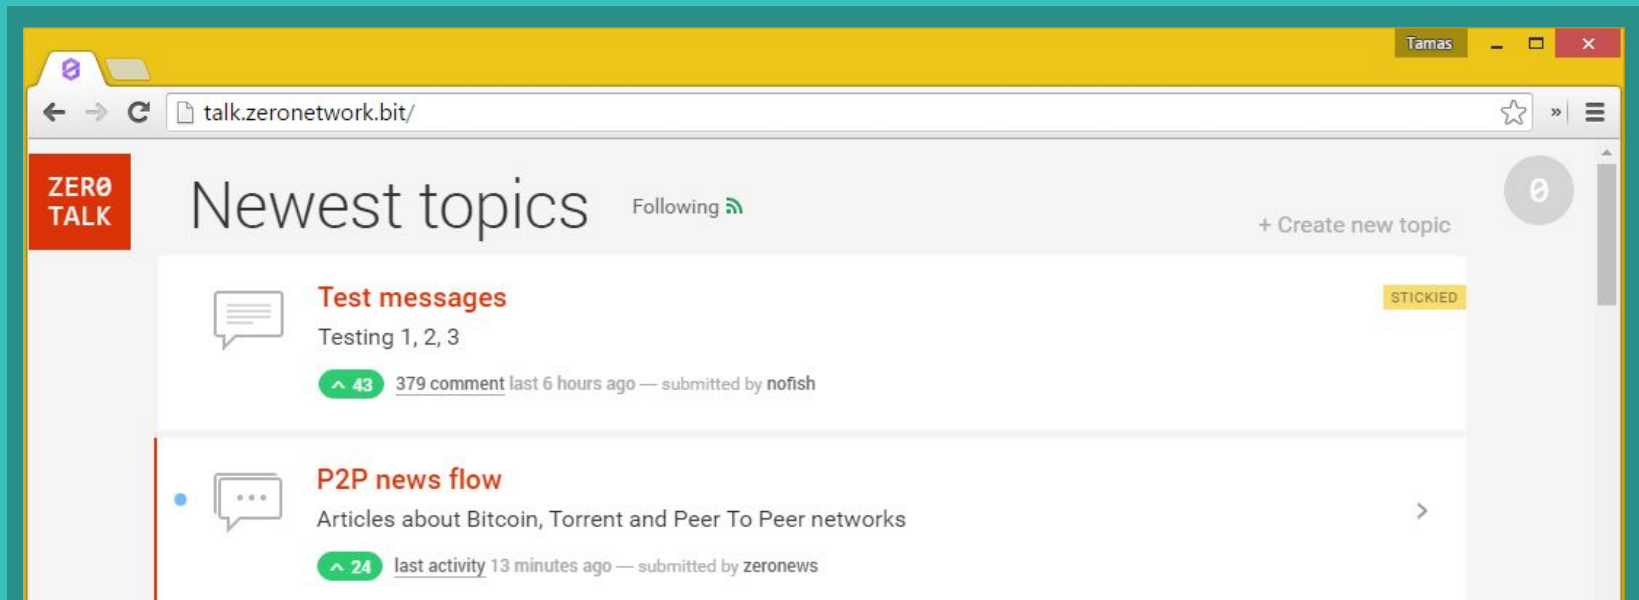 Tamas
talk.zeronetwork.bit/
ZER0
TALK
Newest topics
Following
0
+ Create new topic
Test messages
STICKIED
Testing 1, 2, 3
43 379 comment last 6 hours ago — submitted by nofish
P2P news flow
Articles about Bitcoin, Torrent and Peer To Peer networks
24 last activity 13 minutes ago — submitted by zeronews